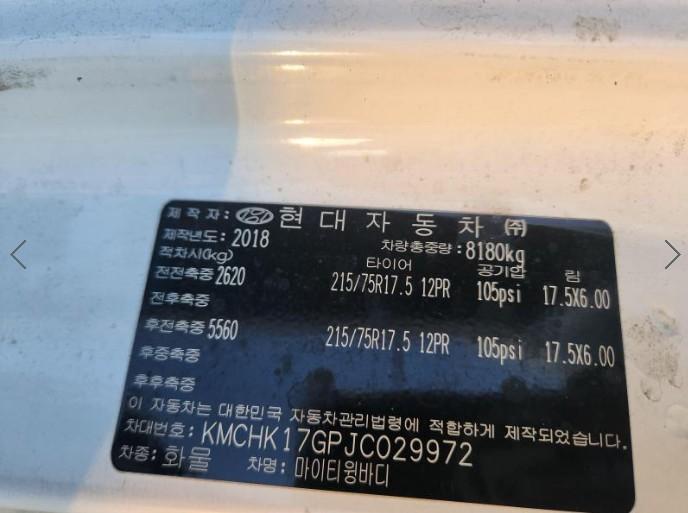 제 작 자: 현 대 자 동 차 ㈜
제작년도: 2018 차량총중량: 8180kg
적차시(kg) 타이어 공기압 림
전전축중 2620 215/75R17.5 12PR 105psi 17.5X6.00
전후축중
후전축중 5560 215/75R17.5 12PR 105psi 17.5X6.00
후중축중
후후축중
이 자동차는 대한민국 자동차관리법령에 적합하게 제작되었습니다.
차대번호: KMCHK17GPJC029972
차종: 화물 차명: 마이티윙바디